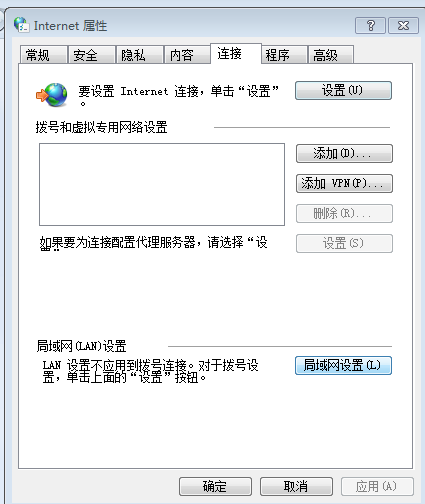 Internet 属性
常规 安全 隐私 内容 连接 程序 高级
要设置 Internet 连接，单击“设置” 设置(U)
。
拨号和虚拟专用网络设置
添加(D)...
添加 VPN(P)...
删除(R)...
如果要为连接配置代理服务器，请选择“设 设置(S)
局域网(LAN)设置
LAN 设置不应用到拨号连接。对于拨号设 局域网设置(L)
置，单击上面的“设置”按钮。
确定 取消 应用(A)